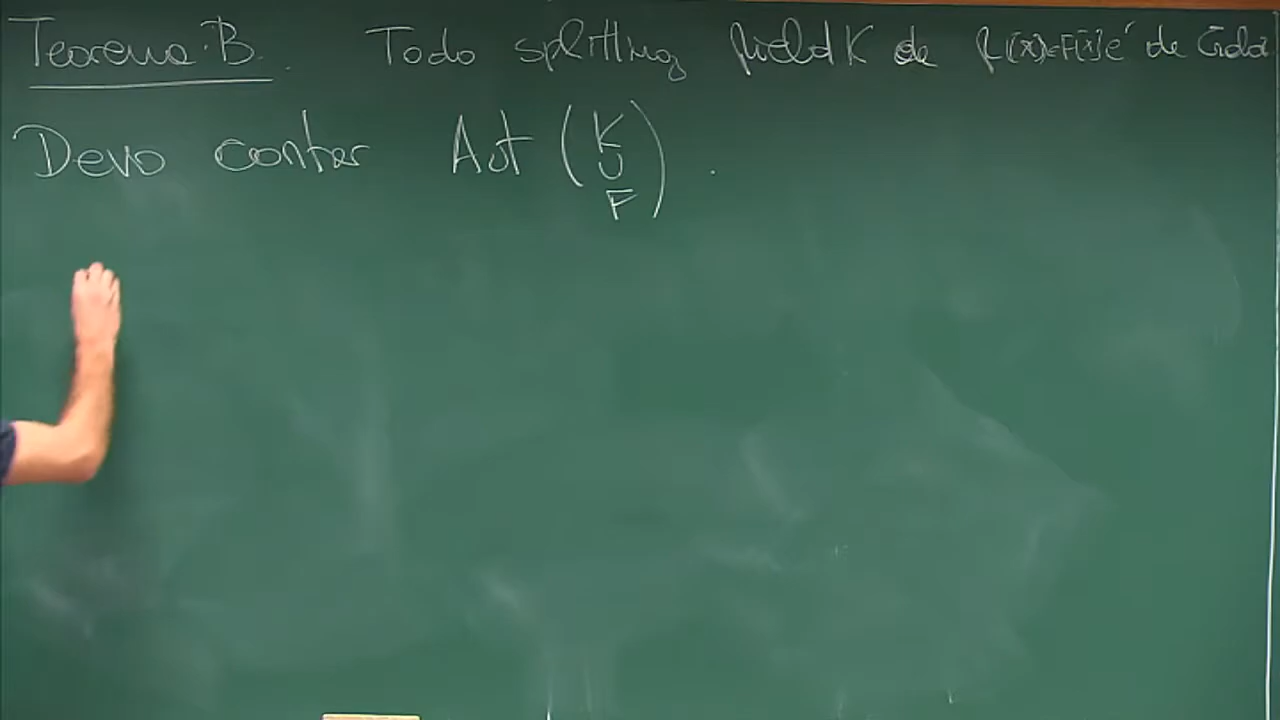 Teorema B. Todo splitting field K de f(x)∈F[x] é de Galois
Devo contar Aut (K ∪ F).